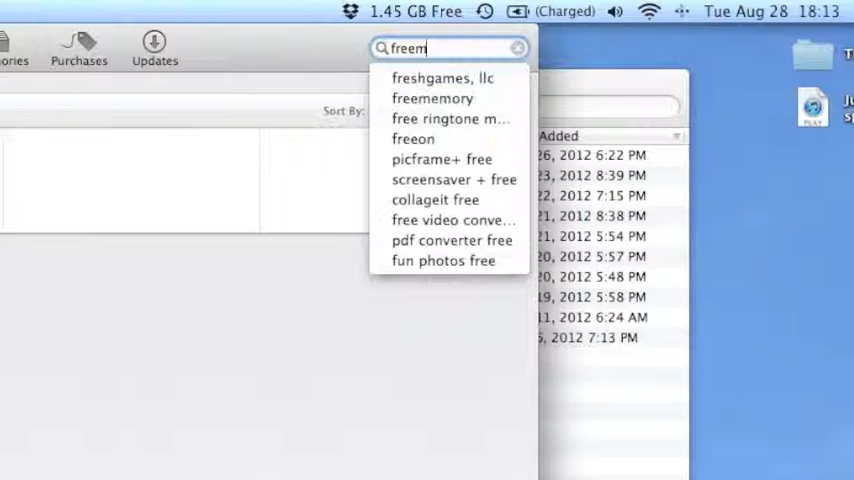 1.45 GB Free (Charged) Tue Aug 28 18:13
ories Purchases Updates
freem
freshgames, llc
freememory
free ringtone m...
freeon
picframe+ free
screensaver + free
collageit free
free video conve...
pdf converter free
fun photos free
Sort By:
Added
26, 2012 6:22 PM
23, 2012 8:39 PM
22, 2012 7:15 PM
21, 2012 8:38 PM
21, 2012 5:54 PM
20, 2012 5:57 PM
20, 2012 5:48 PM
19, 2012 5:58 PM
11, 2012 6:24 AM
, 2012 7:13 PM
PLAY